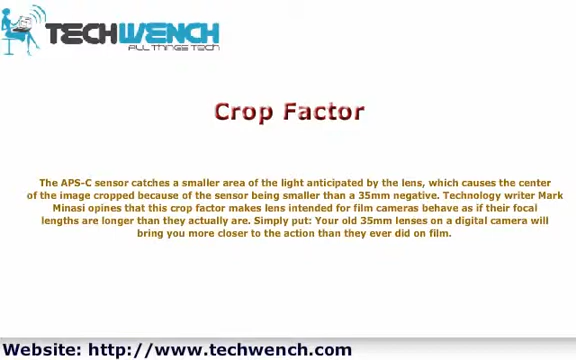 TECHWENCH
ALL THINGS TECH
Crop Factor
The APS-C sensor catches a smaller area of the light anticipated by the lens, which causes the center
of the image cropped because of the sensor being smaller than a 35mm negative. Technology writer Mark
Minasi opines that this crop factor makes lens intended for film cameras behave as if their focal
lengths are longer than they actually are. Simply put: Your old 35mm lenses on a digital camera will
bring you more closer to the action than they ever did on film.
Website: http://www.techwench.com